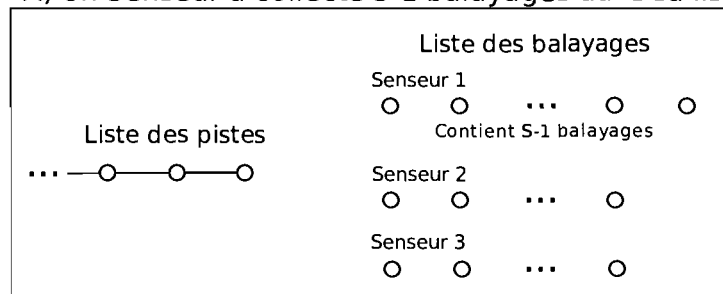 Liste des balayages
Senseur 1
...
Contient S-1 balayages
Liste des pistes
...
Senseur 2
...
Senseur 3
...